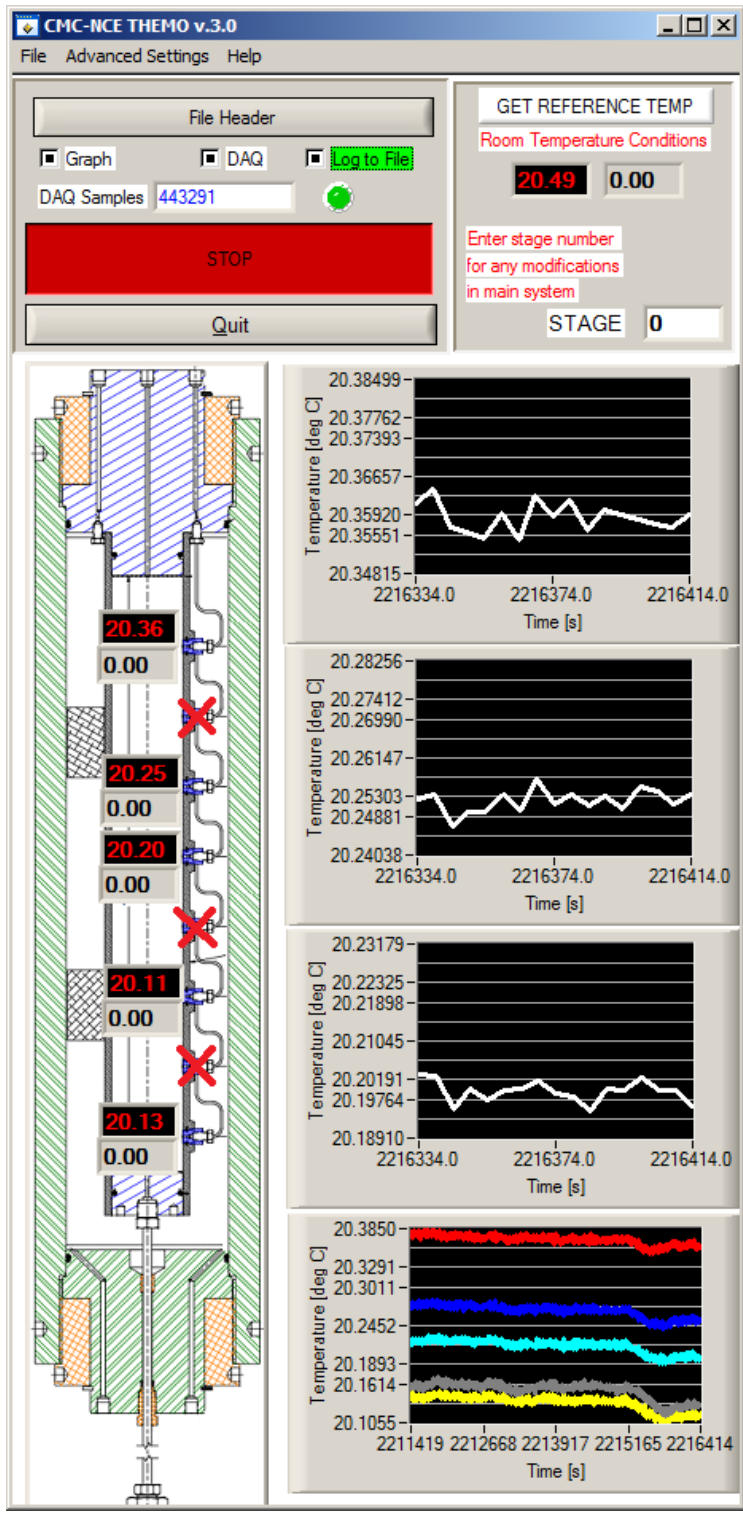 CMC-NCE THEMO v.3.0
File Advanced Settings Help
File Header
Graph DAQ Log to File
DAQ Samples 443291
STOP
Quit
GET REFERENCE TEMP
Room Temperature Conditions
20.49 0.00
Enter stage number
for any modifications
in main system
STAGE 0
20.36
0.00
20.25
0.00
20.20
0.00
20.11
0.00
20.13
0.00
Temperature [deg C]
20.38499
20.37762
20.37393
20.36657
20.35920
20.35551
20.34815
2216334.0 2216374.0 2216414.0
Time [s]
Temperature [deg C]
20.28256
20.27412
20.26990
20.26147
20.25303
20.24881
20.24038
2216334.0 2216374.0 2216414.0
Time [s]
Temperature [deg C]
20.23179
20.22325
20.21898
20.21045
20.20191
20.19764
20.18910
2216334.0 2216374.0 2216414.0
Time [s]
Temperature [deg C]
20.3850
20.3291
20.3011
20.2452
20.1893
20.1614
20.1055
2211419 2212668 2213917 2215165 2216414
Time [s]